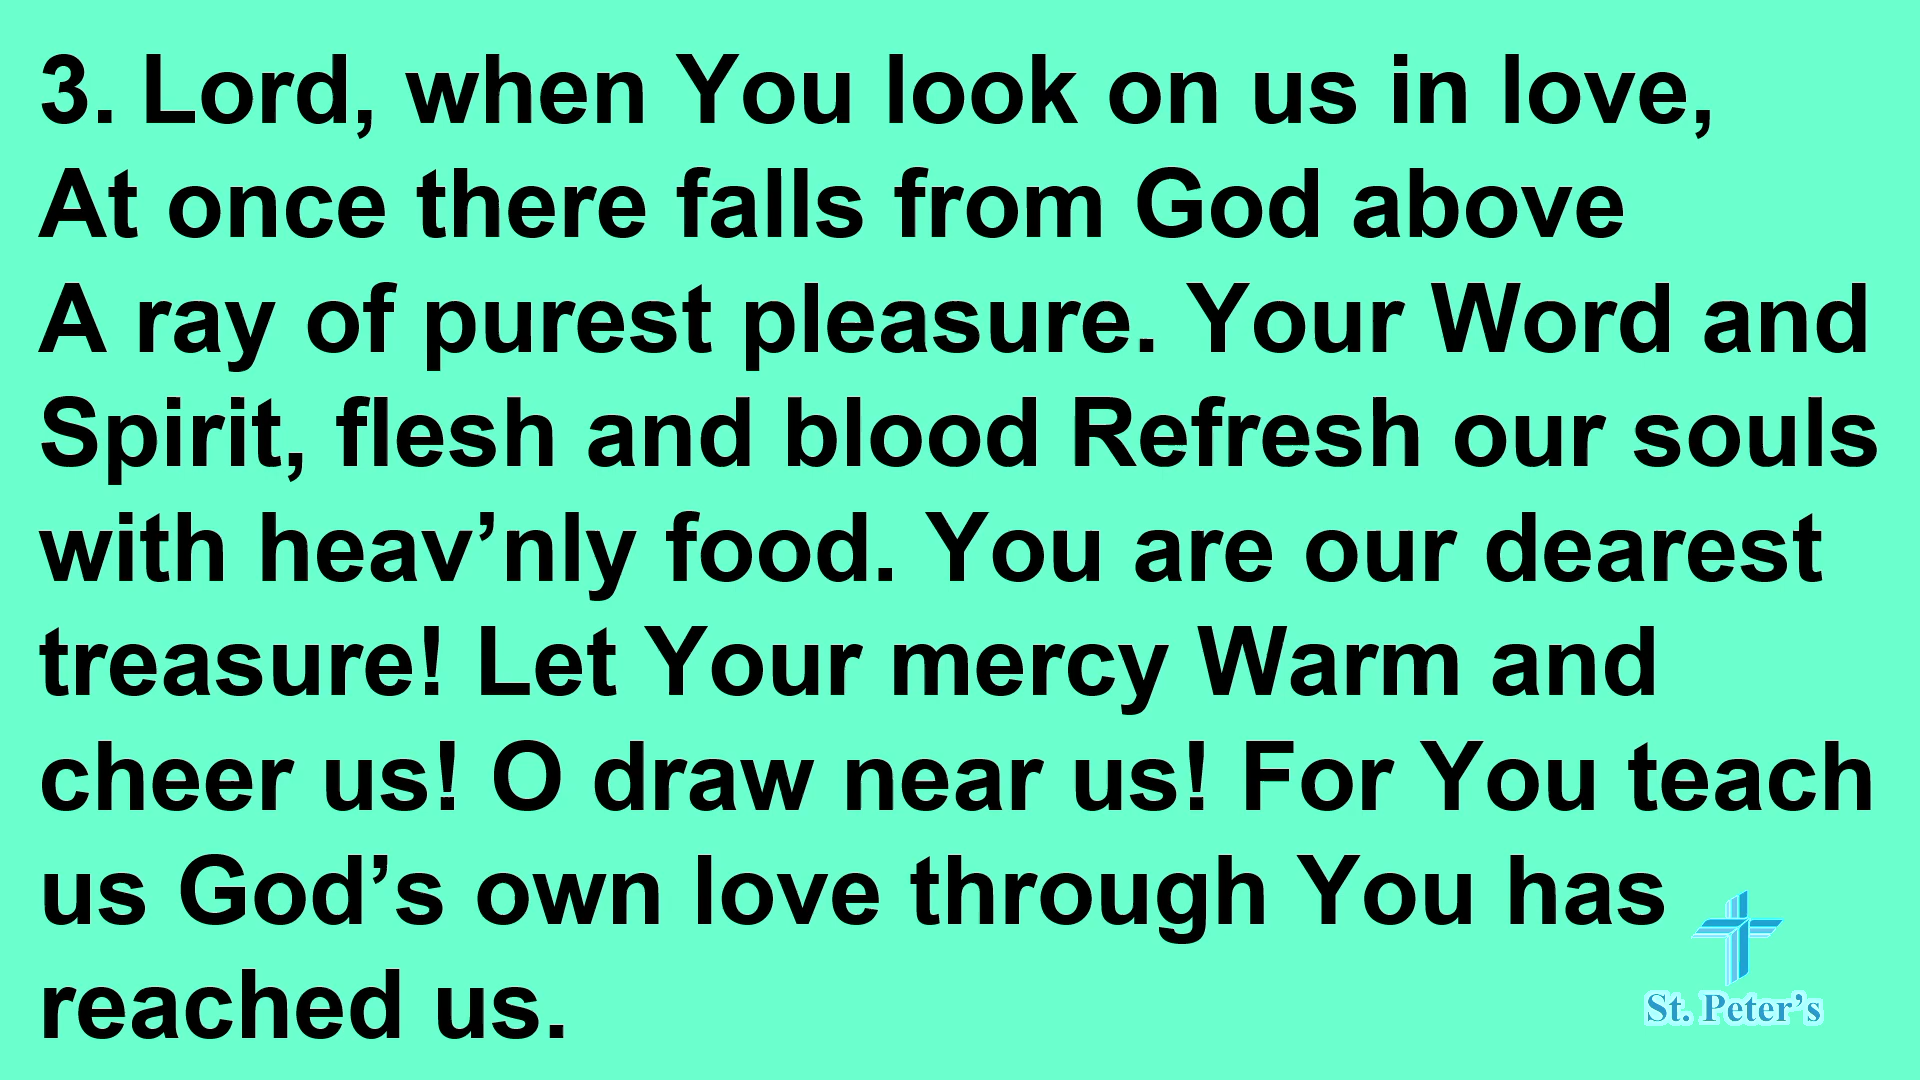 3. Lord, when You look on us in love,
At once there falls from God above
A ray of purest pleasure. Your Word and
Spirit, flesh and blood Refresh our souls
with heav’nly food. You are our dearest
treasure! Let Your mercy Warm and
cheer us! O draw near us! For You teach
us God’s own love through You has
reached us.
St. Peter’s